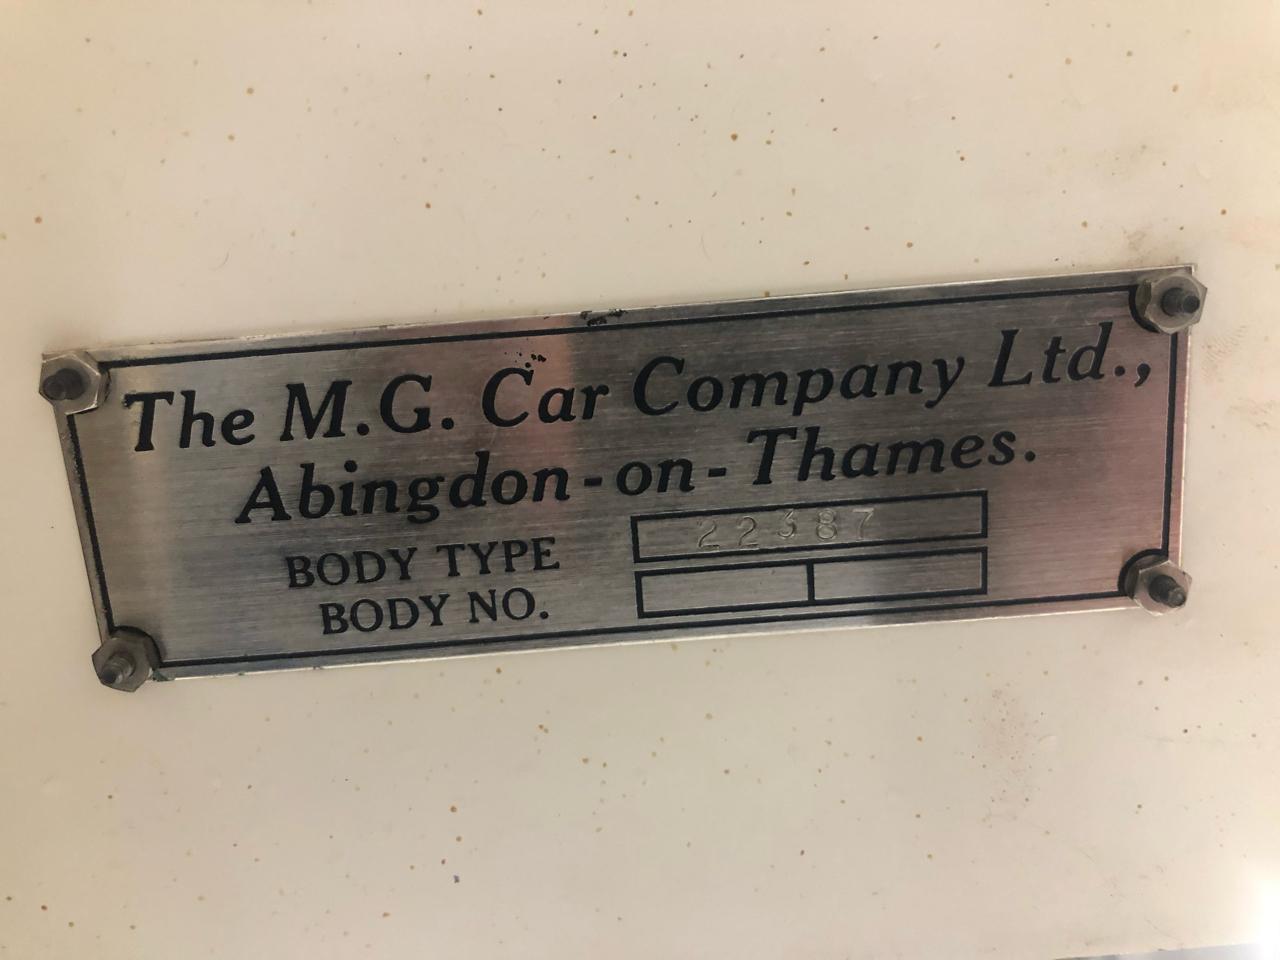 The M.G. Car Company Ltd.,
Abingdon-on-Thames.
BODY TYPE 22387
BODY NO.